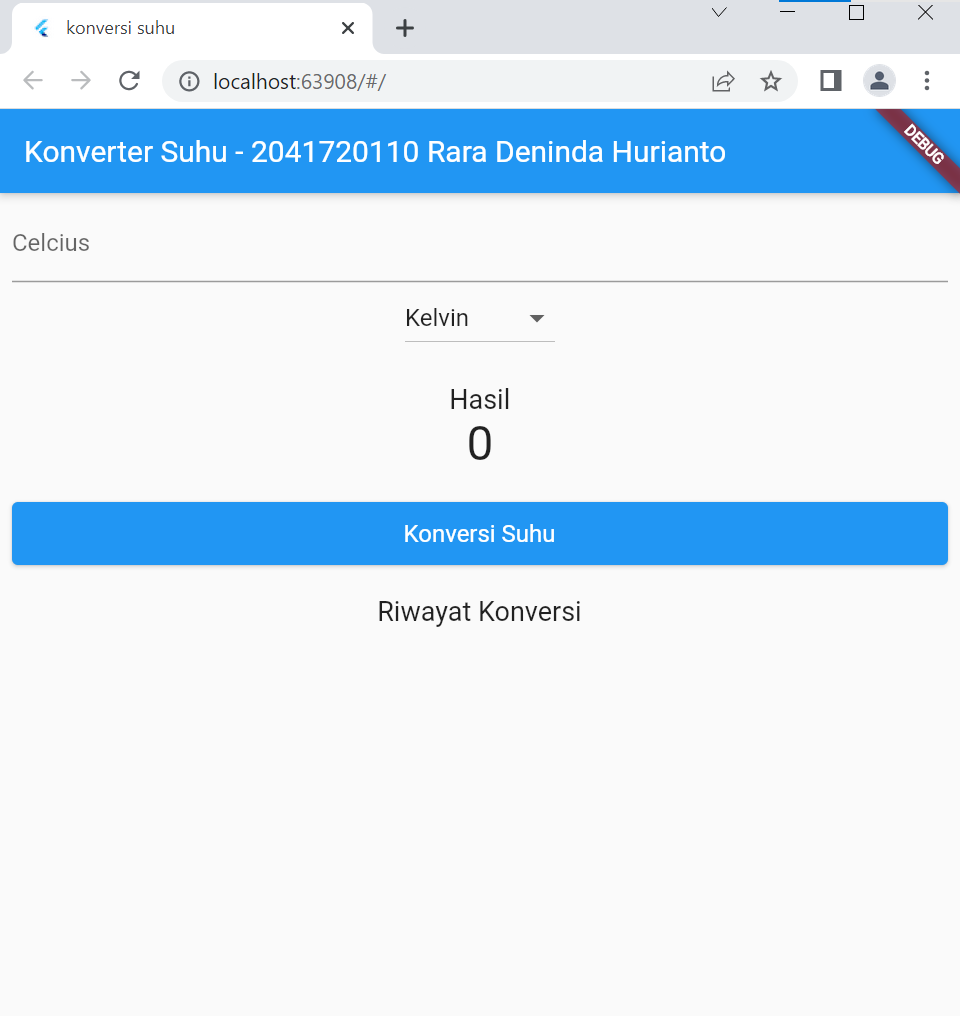 konversi suhu
localhost:63908/#/
Konverter Suhu - 2041720110 Rara Deninda Hurianto
DEBUG
Celcius
Kelvin
Hasil
0
Konversi Suhu
Riwayat Konversi